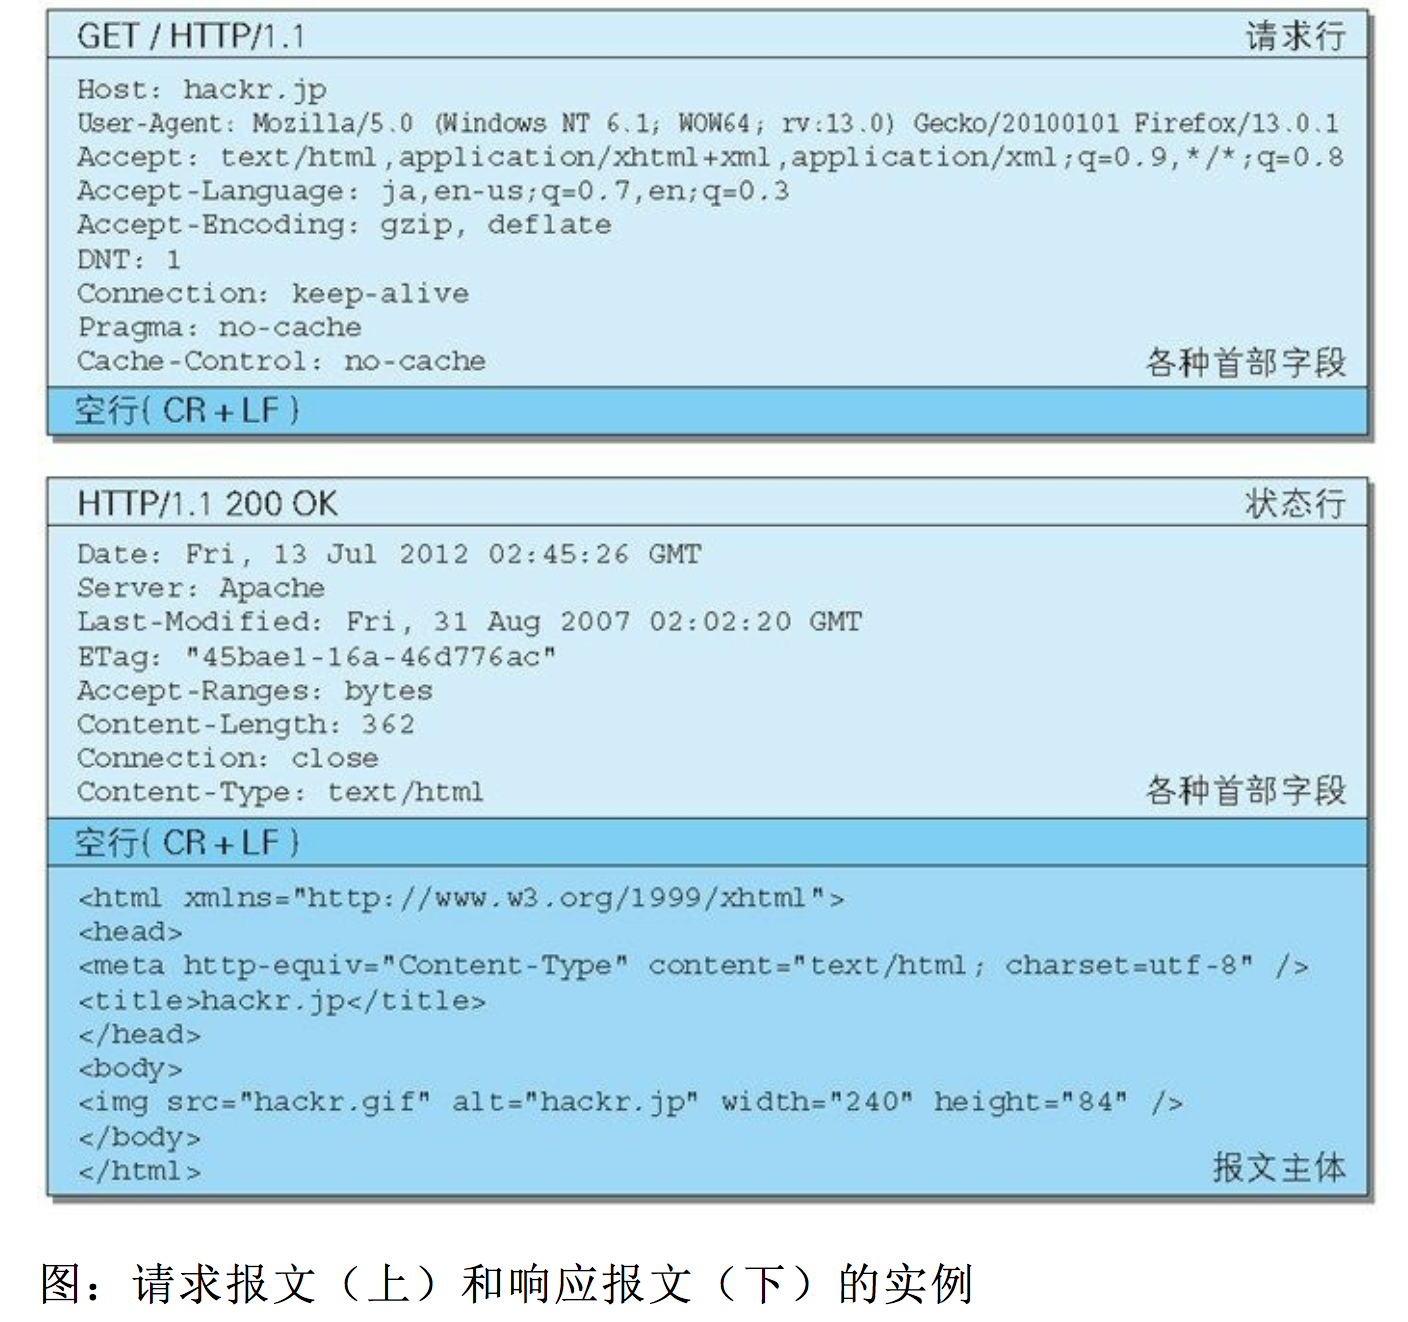 GET / HTTP/1.1 请求行
Host: hackr.jp
User-Agent: Mozilla/5.0 (Windows NT 6.1; WOW64; rv:13.0) Gecko/20100101 Firefox/13.0.1
Accept: text/html,application/xhtml+xml,application/xml;q=0.9,*/*;q=0.8
Accept-Language: ja,en-us;q=0.7,en;q=0.3
Accept-Encoding: gzip, deflate
DNT: 1
Connection: keep-alive
Pragma: no-cache
Cache-Control: no-cache 各种首部字段
空行( CR + LF )
HTTP/1.1 200 OK 状态行
Date: Fri, 13 Jul 2012 02:45:26 GMT
Server: Apache
Last-Modified: Fri, 31 Aug 2007 02:02:20 GMT
ETag: "45bae1-16a-46d776ac"
Accept-Ranges: bytes
Content-Length: 362
Connection: close
Content-Type: text/html 各种首部字段
空行( CR + LF )
<html xmlns="http://www.w3.org/1999/xhtml">
<head>
<meta http-equiv="Content-Type" content="text/html; charset=utf-8" />
<title>hackr.jp</title>
</head>
<body>
<img src="hackr.gif" alt="hackr.jp" width="240" height="84" />
</body>
</html> 报文主体
图：请求报文（上）和响应报文（下）的实例